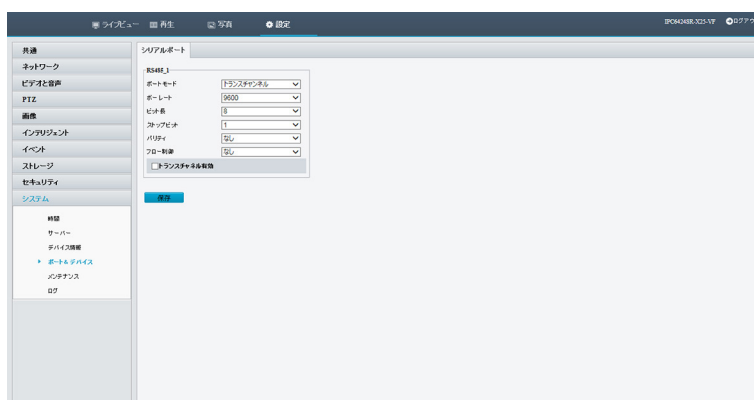 ライブビュー 再生 写真 設定 IPC6424SR-X25-VF ログアウ
共通
ネットワーク
ビデオと音声
PTZ
画像
インテリジェント
イベント
ストレージ
セキュリティ
システム
時間
サーバー
デバイス情報
ポート&デバイス
メンテナンス
ログ
シリアルポート
RS485_1
ポートモード トランスチャンネル
ボーレート 9600
ビット長 8
ストップビット 1
パリティ なし
フロー制御 なし
トランスチャネル有効
保存